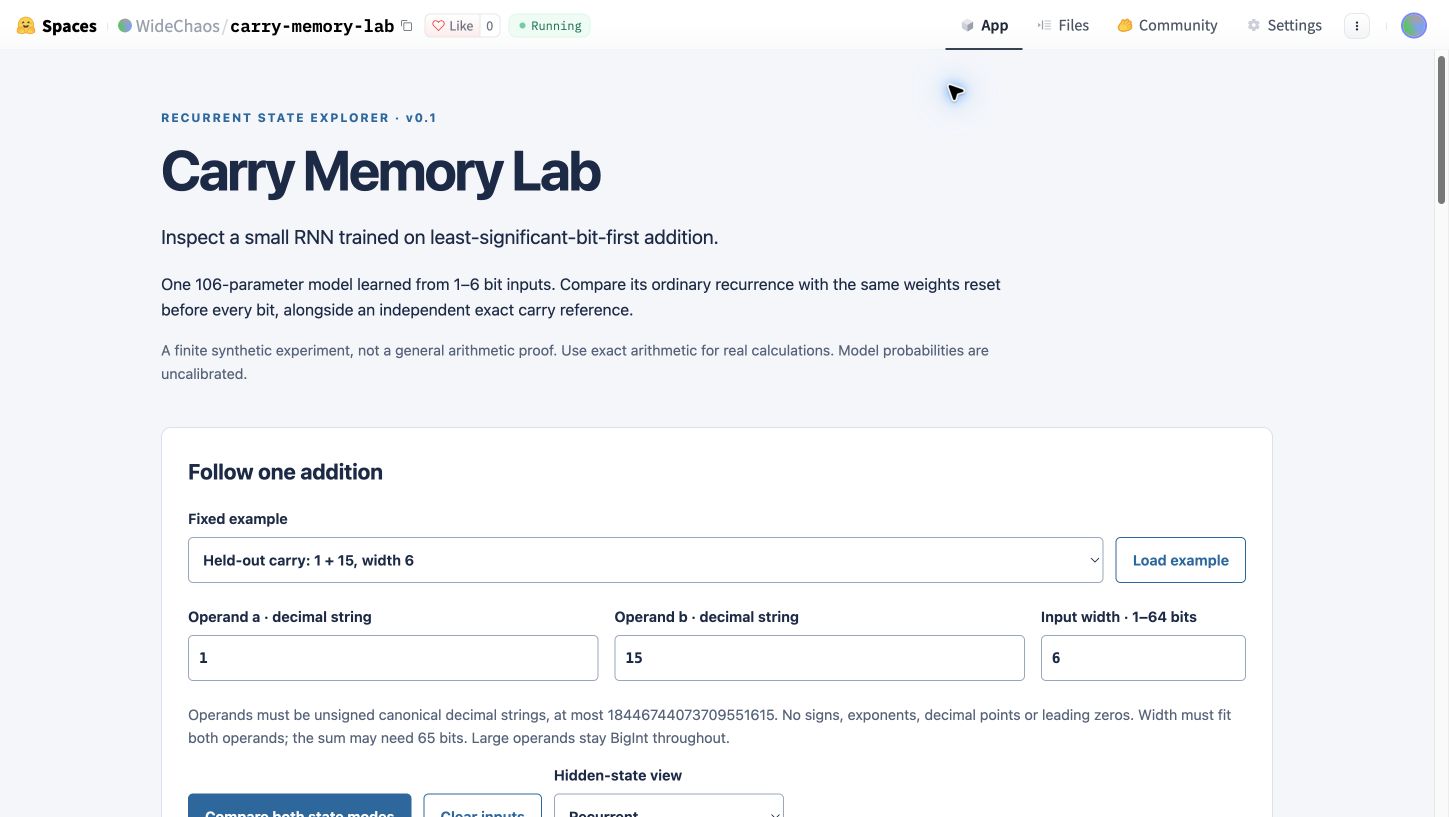 Spaces WideChaos/carry-memory-lab Like 0 Running App Files Community Settings
RECURRENT STATE EXPLORER · v0.1
Carry Memory Lab
Inspect a small RNN trained on least-significant-bit-first addition.
One 106-parameter model learned from 1–6 bit inputs. Compare its ordinary recurrence with the same weights reset
before every bit, alongside an independent exact carry reference.
A finite synthetic experiment, not a general arithmetic proof. Use exact arithmetic for real calculations. Model probabilities are
uncalibrated.
Follow one addition
Fixed example
Held-out carry: 1 + 15, width 6 Load example
Operand a · decimal string Operand b · decimal string Input width · 1–64 bits
1 15 6
Operands must be unsigned canonical decimal strings, at most 18446744073709551615. No signs, exponents, decimal points or leading zeros. Width must fit
both operands; the sum may need 65 bits. Large operands stay BigInt throughout.
Hidden-state view
Compare both state modes Clear inputs Recurrent